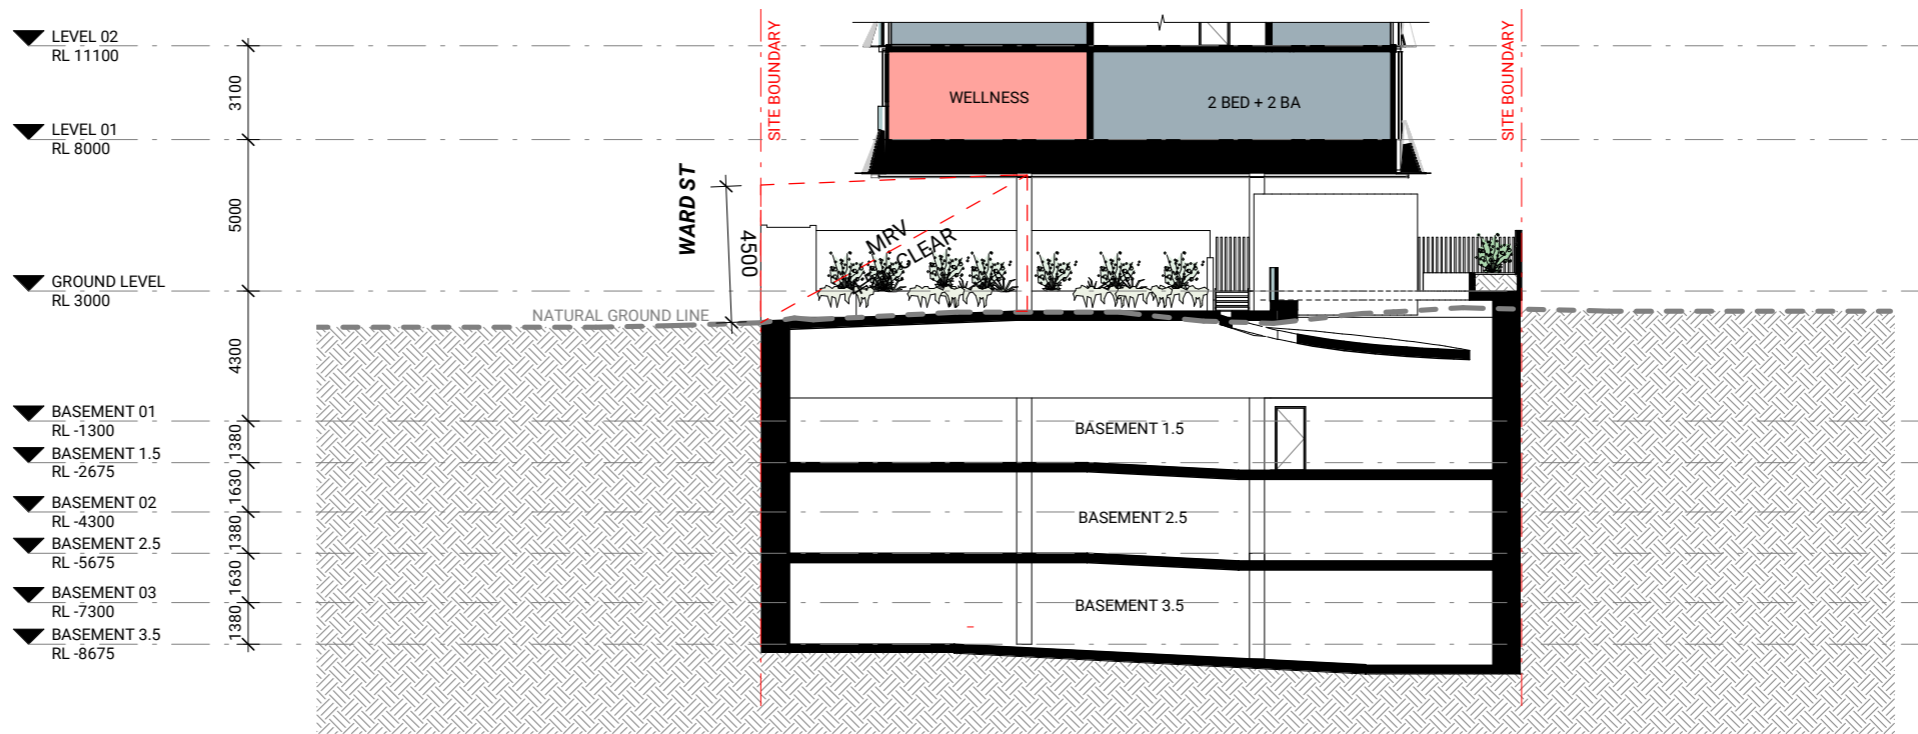 LEVEL 02
RL 11100
3100
LEVEL 01
RL 8000
5000
GROUND LEVEL
RL 3000
4300
BASEMENT 01
RL -1300
1380
BASEMENT 1.5
RL -2675
1630
BASEMENT 02
RL -4300
1380
BASEMENT 2.5
RL -5675
1630
BASEMENT 03
RL -7300
1380
BASEMENT 3.5
RL -8675
SITE BOUNDARY
SITE BOUNDARY
WELLNESS
2 BED + 2 BA
WARD ST
4500
MRV
CLEAR
NATURAL GROUND LINE
BASEMENT 1.5
BASEMENT 2.5
BASEMENT 3.5